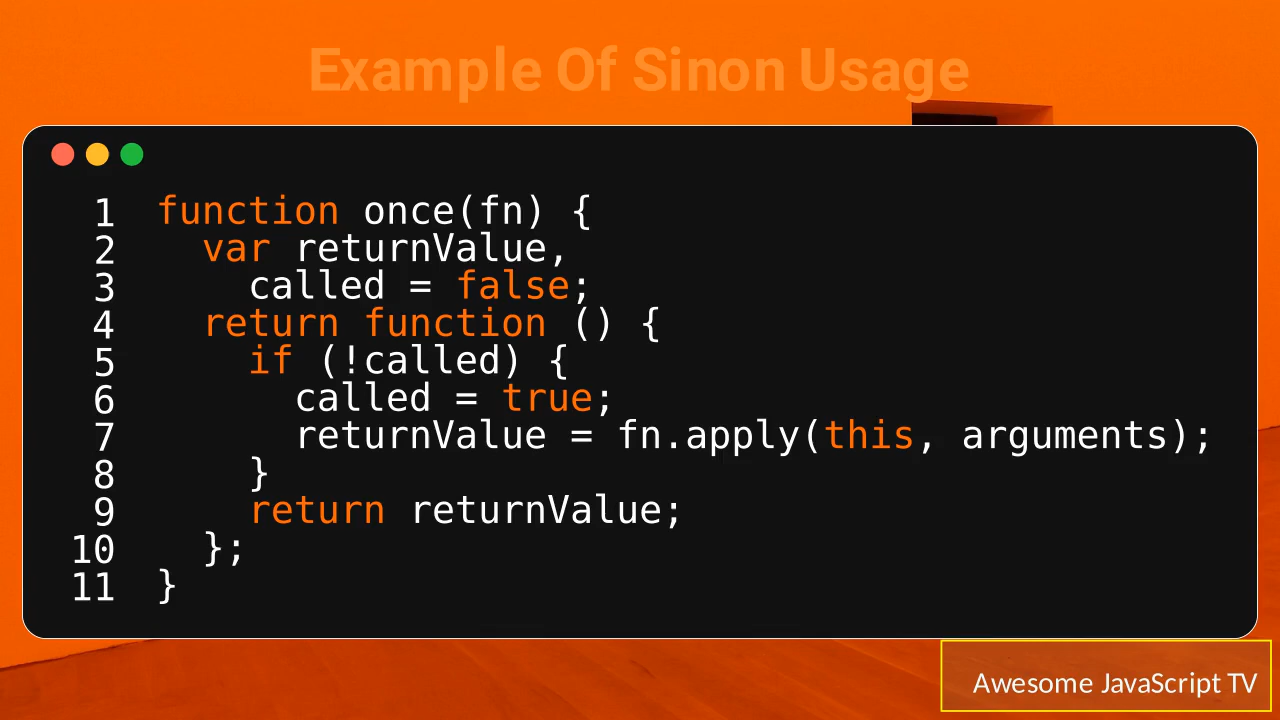 Example Of Sinon Usage
1 function once(fn) {
2   var returnValue,
3     called = false;
4   return function () {
5     if (!called) {
6       called = true;
7       returnValue = fn.apply(this, arguments);
8     }
9     return returnValue;
10   };
11 }
Awesome JavaScript TV